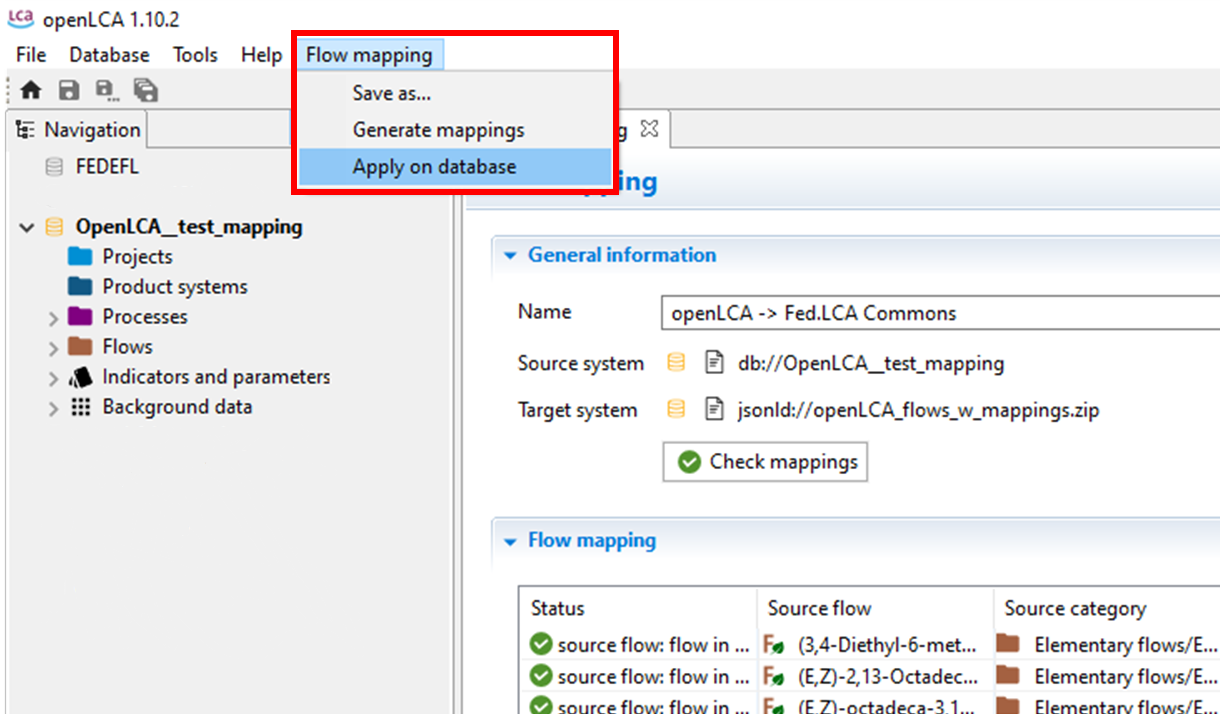 LCA openLCA 1.10.2
File Database Tools Help Flow mapping
Save as...
Generate mappings
Apply on database
Navigation
FEDEFL
OpenLCA__test_mapping
Projects
Product systems
Processes
Flows
Indicators and parameters
Background data
General information
Name openLCA -> Fed.LCA Commons
Source system db://OpenLCA__test_mapping
Target system jsonld://openLCA_flows_w_mappings.zip
Check mappings
Flow mapping
Status Source flow Source category
source flow: flow in ... F (3,4-Diethyl-6-met... Elementary flows/E...
source flow: flow in ... F (E,Z)-2,13-Octadec... Elementary flows/E...
source flow: flow in ... F (E,Z)-octadeca-3,1... Elementary flows/E...